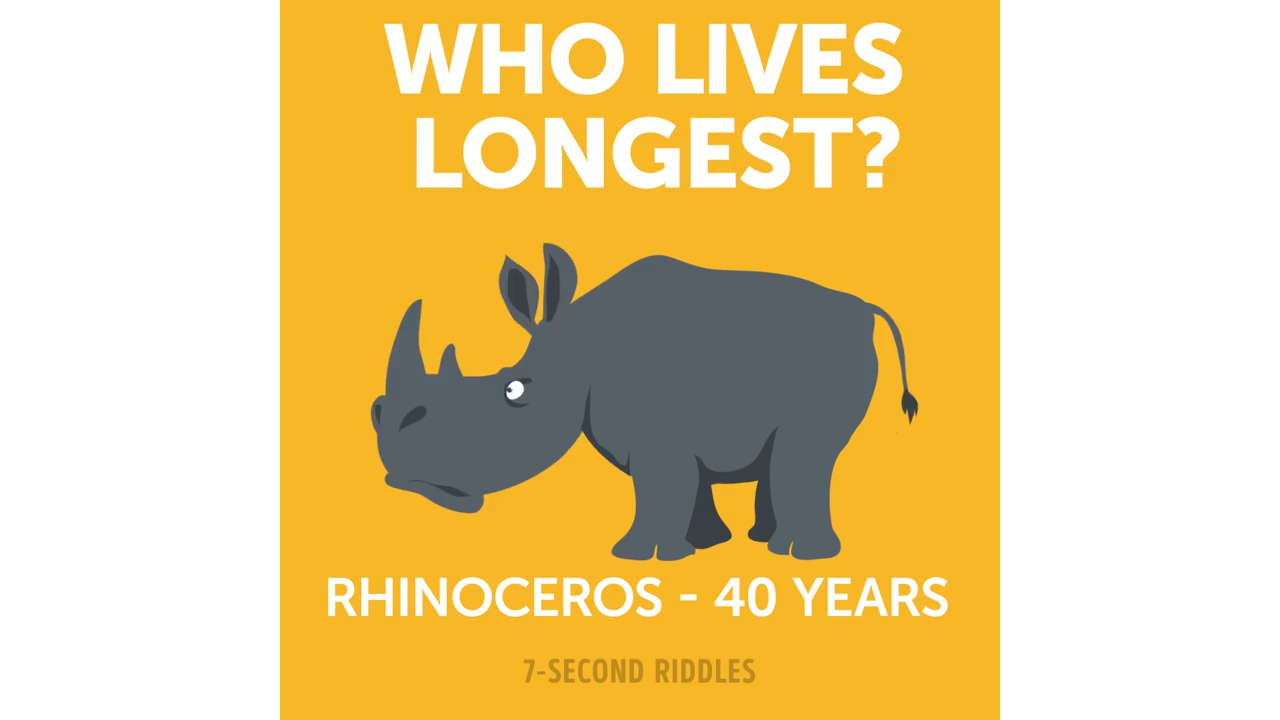 WHO LIVES
LONGEST?
RHINOCEROS - 40 YEARS
7-SECOND RIDDLES